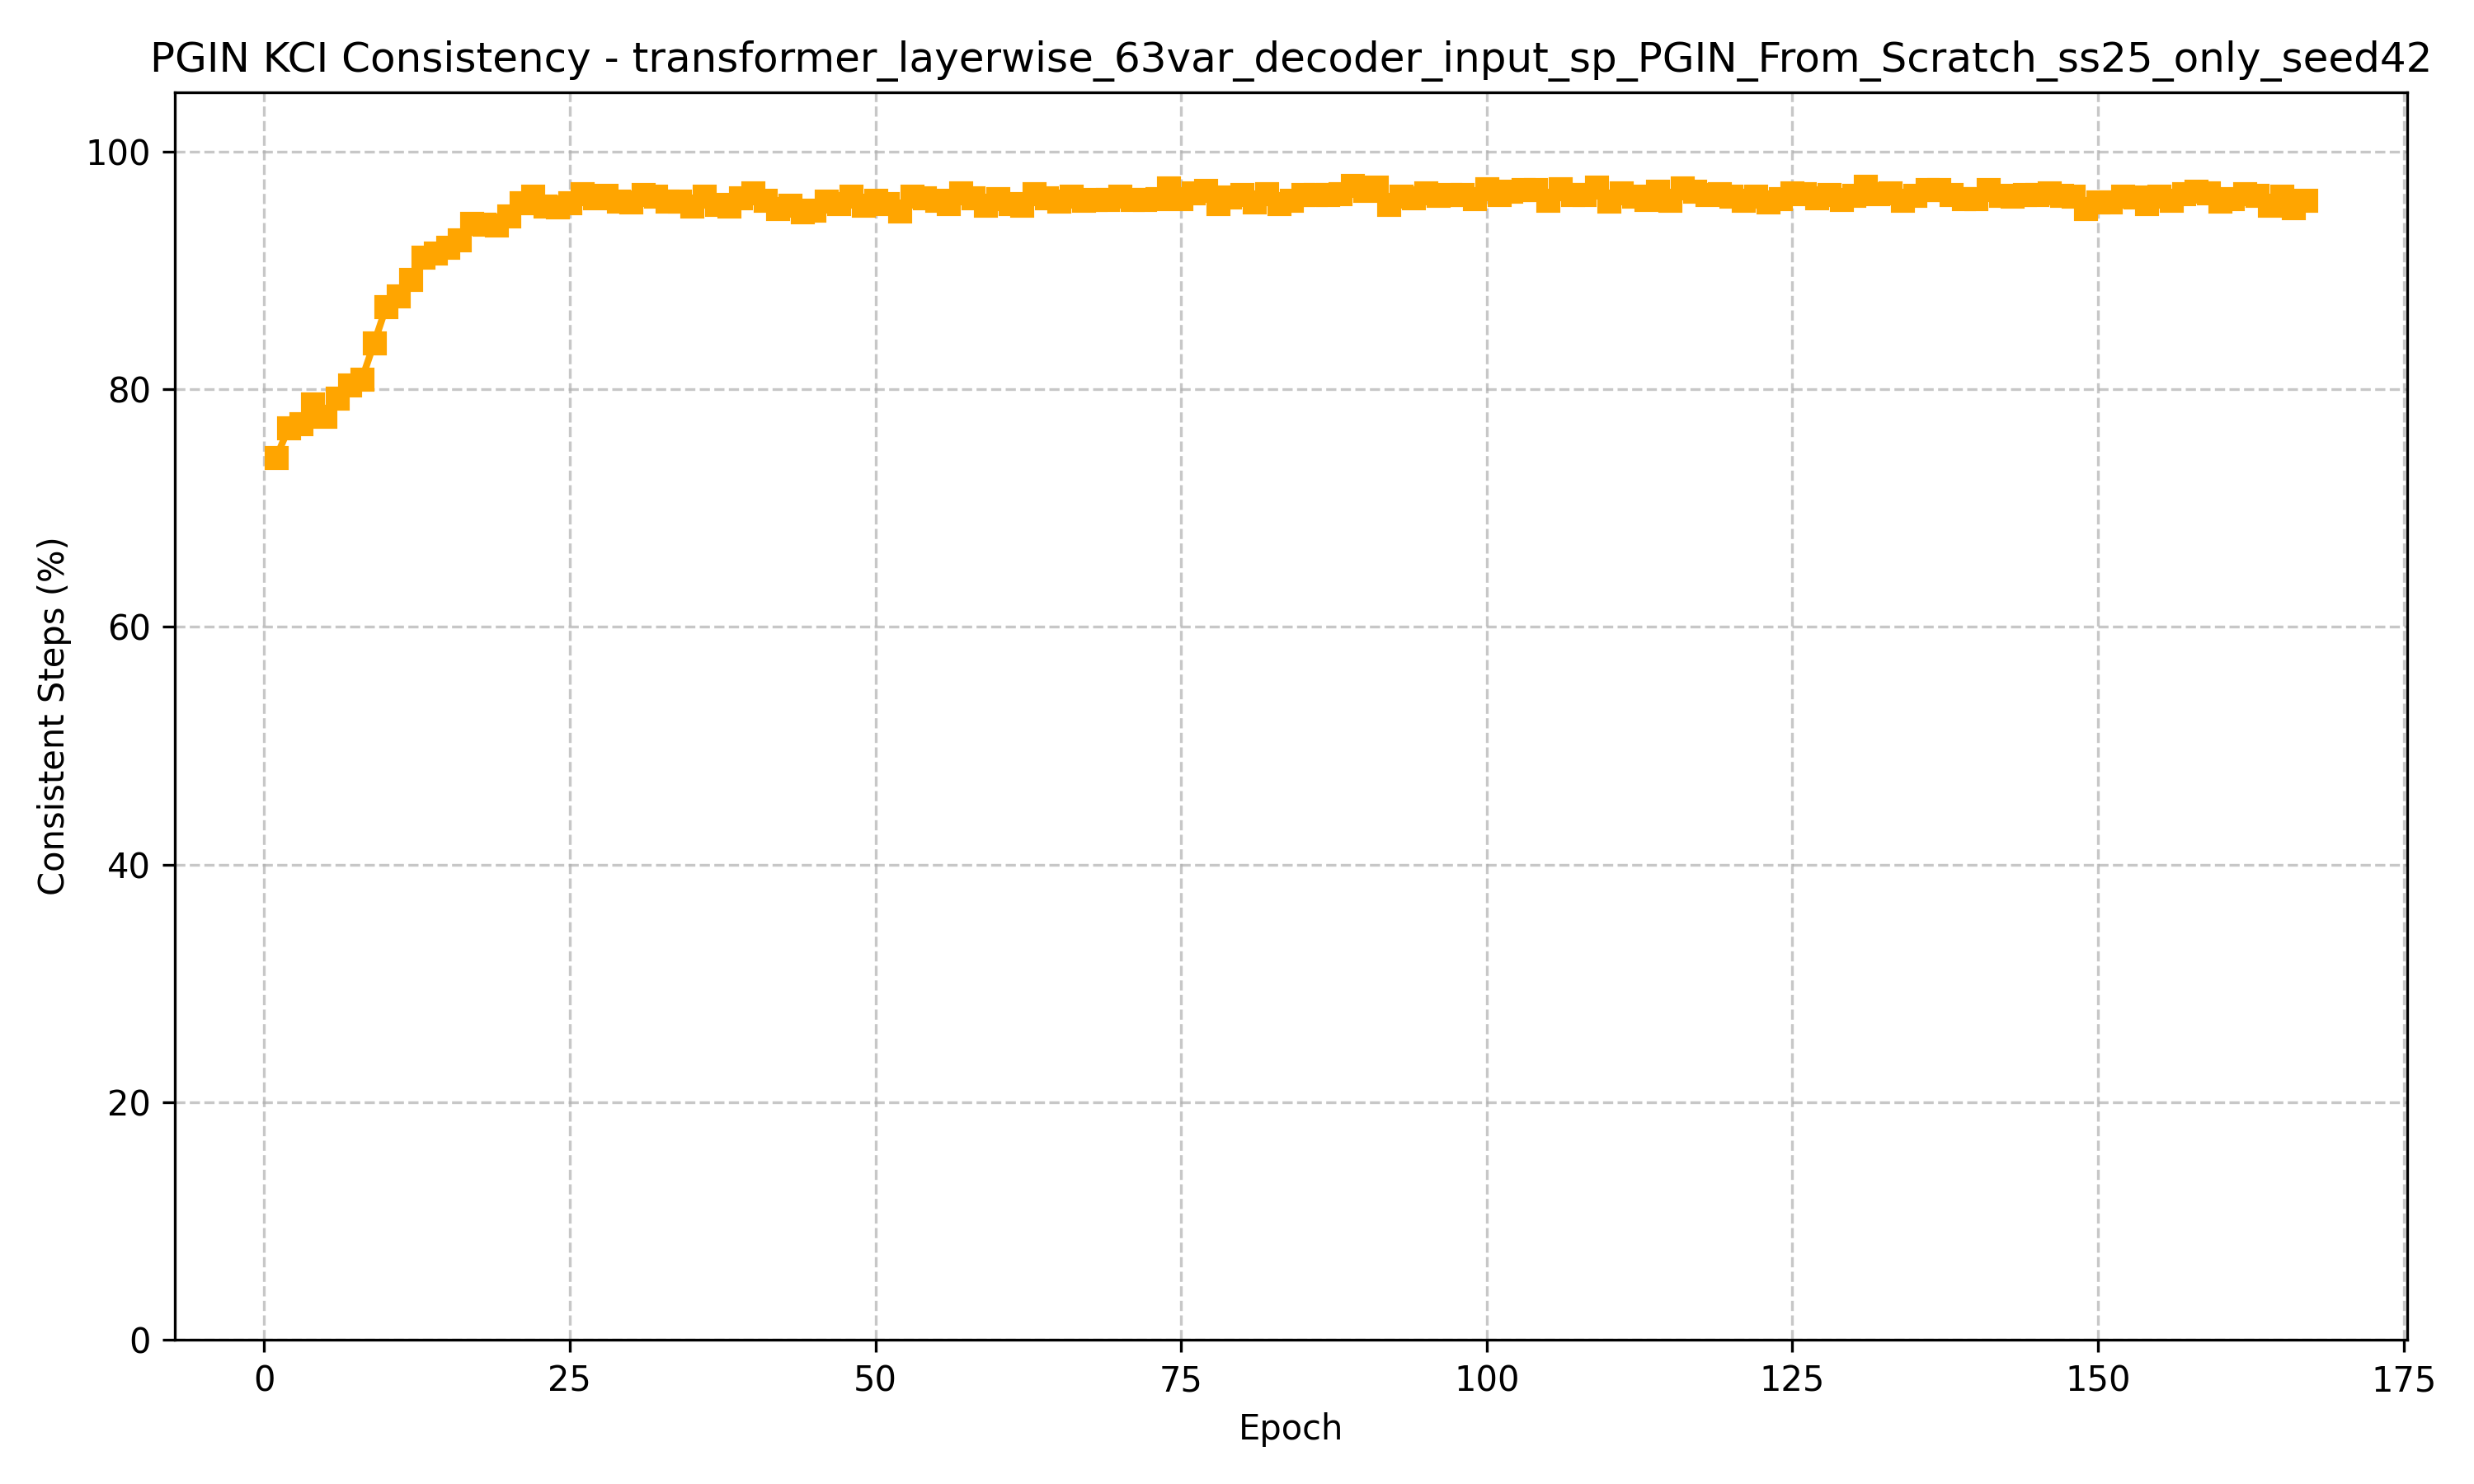 PGIN KCI Consistency - transformer_layerwise_63var_decoder_input_sp_PGIN_From_Scratch_ss25_only_seed42
100
80
60
40
20
0
Consistent Steps (%)
0 25 50 75 100 125 150 175
Epoch